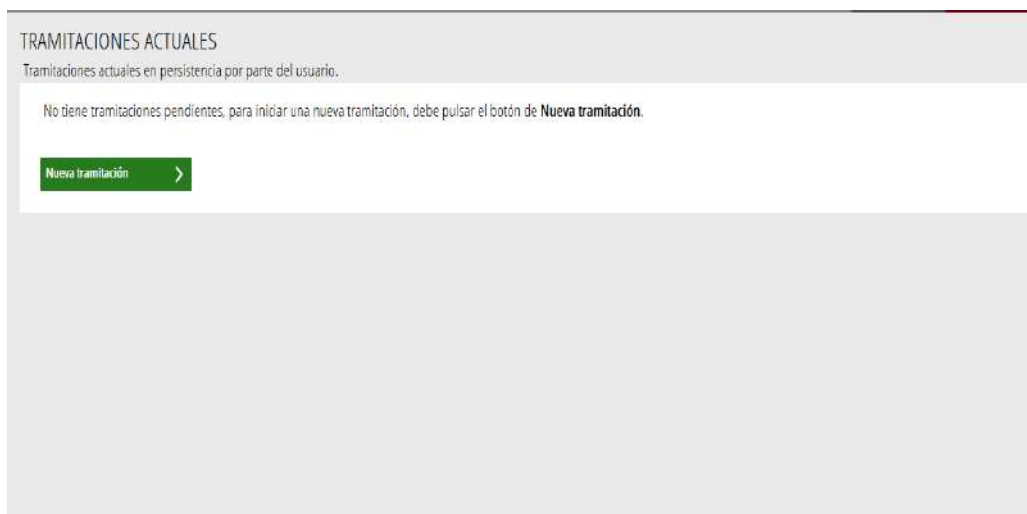 TRAMITACIONES ACTUALES
Tramitaciones actuales en persistencia por parte del usuario.
No tiene tramitaciones pendientes, para iniciar una nueva tramitación, debe pulsar el botón de Nueva tramitación.
Nueva tramitación